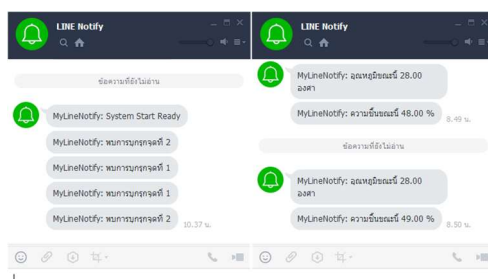 LINE Notify
ข้อความที่ยังไม่อ่าน
MyLineNotify: System Start Ready
MyLineNotify: พบการบุกรุกจุดที่ 2
MyLineNotify: พบการบุกรุกจุดที่ 1
MyLineNotify: พบการบุกรุกจุดที่ 1
MyLineNotify: พบการบุกรุกจุดที่ 2
10.37 น.
LINE Notify
MyLineNotify: อุณหภูมิขณะนี้ 28.00
องศา
MyLineNotify: ความชื้นขณะนี้ 48.00 %
8.49 น.
ข้อความที่ยังไม่อ่าน
MyLineNotify: อุณหภูมิขณะนี้ 28.00
องศา
MyLineNotify: ความชื้นขณะนี้ 49.00 %
8.50 น.